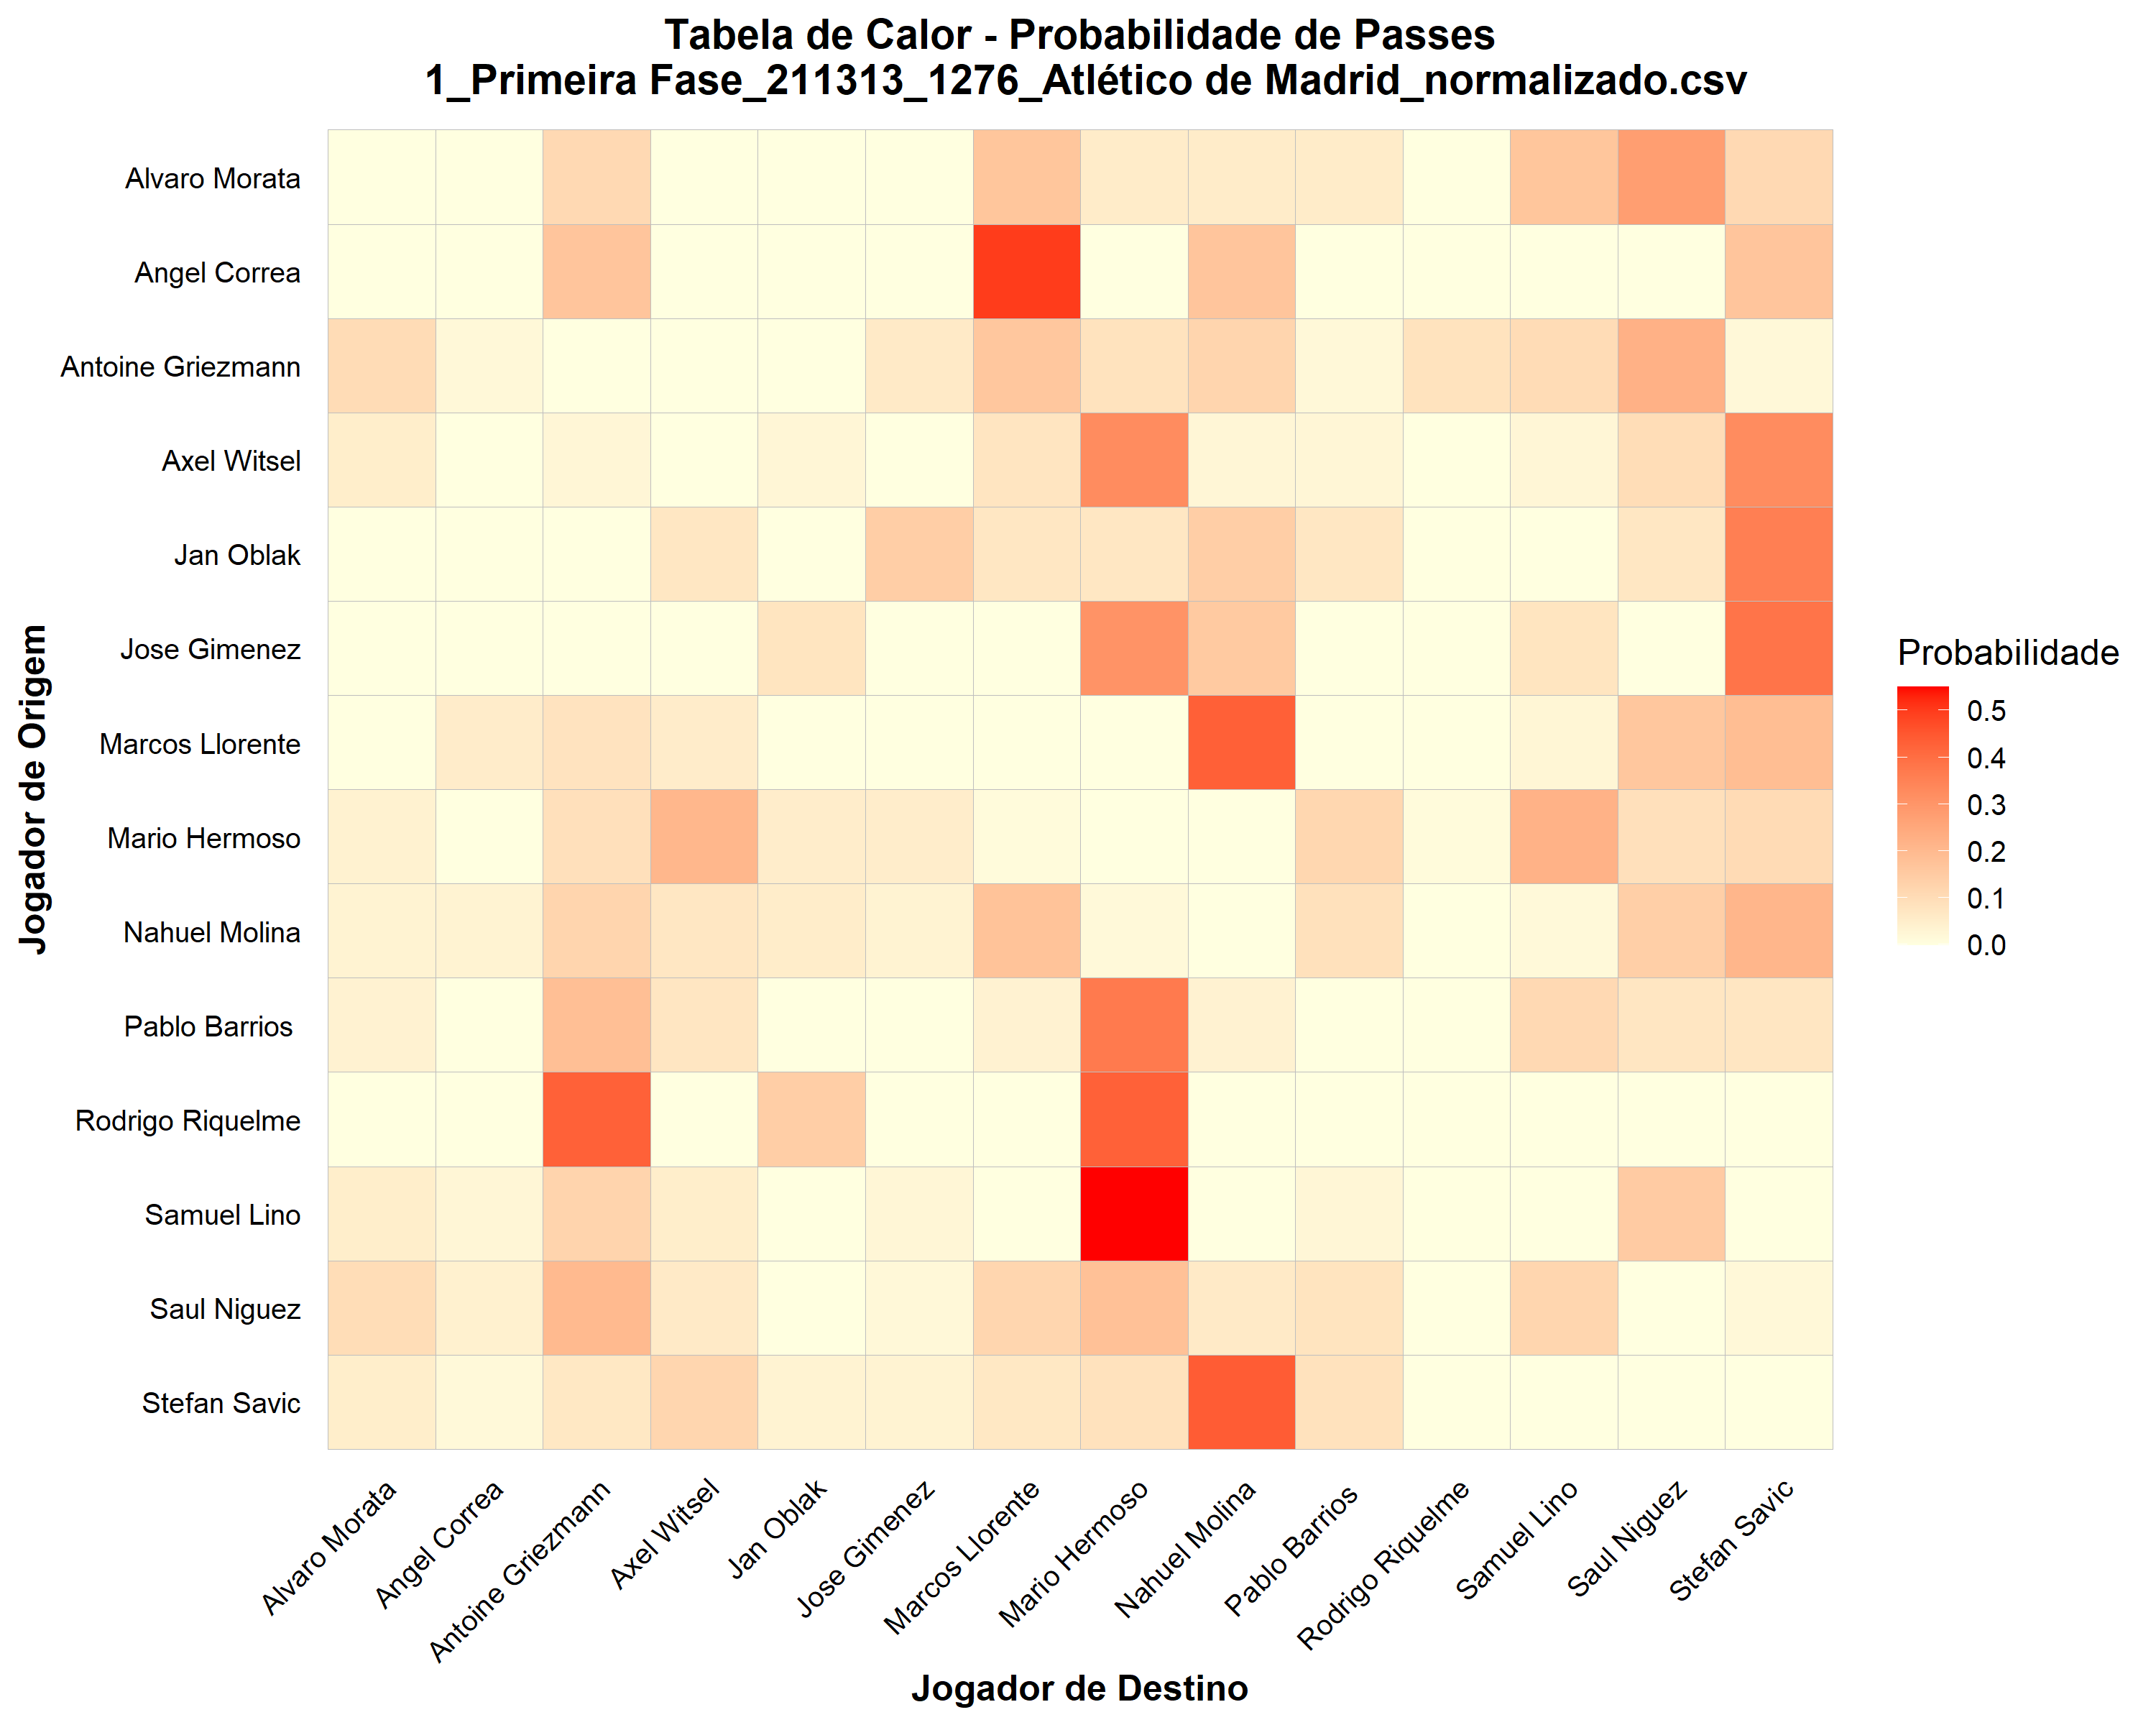 Tabela de Calor - Probabilidade de Passes
1_Primeira Fase_211313_1276_Atlético de Madrid_normalizado.csv
Jogador de Origem
Alvaro Morata
Angel Correa
Antoine Griezmann
Axel Witsel
Jan Oblak
Jose Gimenez
Marcos Llorente
Mario Hermoso
Nahuel Molina
Pablo Barrios
Rodrigo Riquelme
Samuel Lino
Saul Niguez
Stefan Savic
Alvaro Morata
Angel Correa
Antoine Griezmann
Axel Witsel
Jan Oblak
Jose Gimenez
Marcos Llorente
Mario Hermoso
Nahuel Molina
Pablo Barrios
Rodrigo Riquelme
Samuel Lino
Saul Niguez
Stefan Savic
Jogador de Destino
Probabilidade
0.5
0.4
0.3
0.2
0.1
0.0